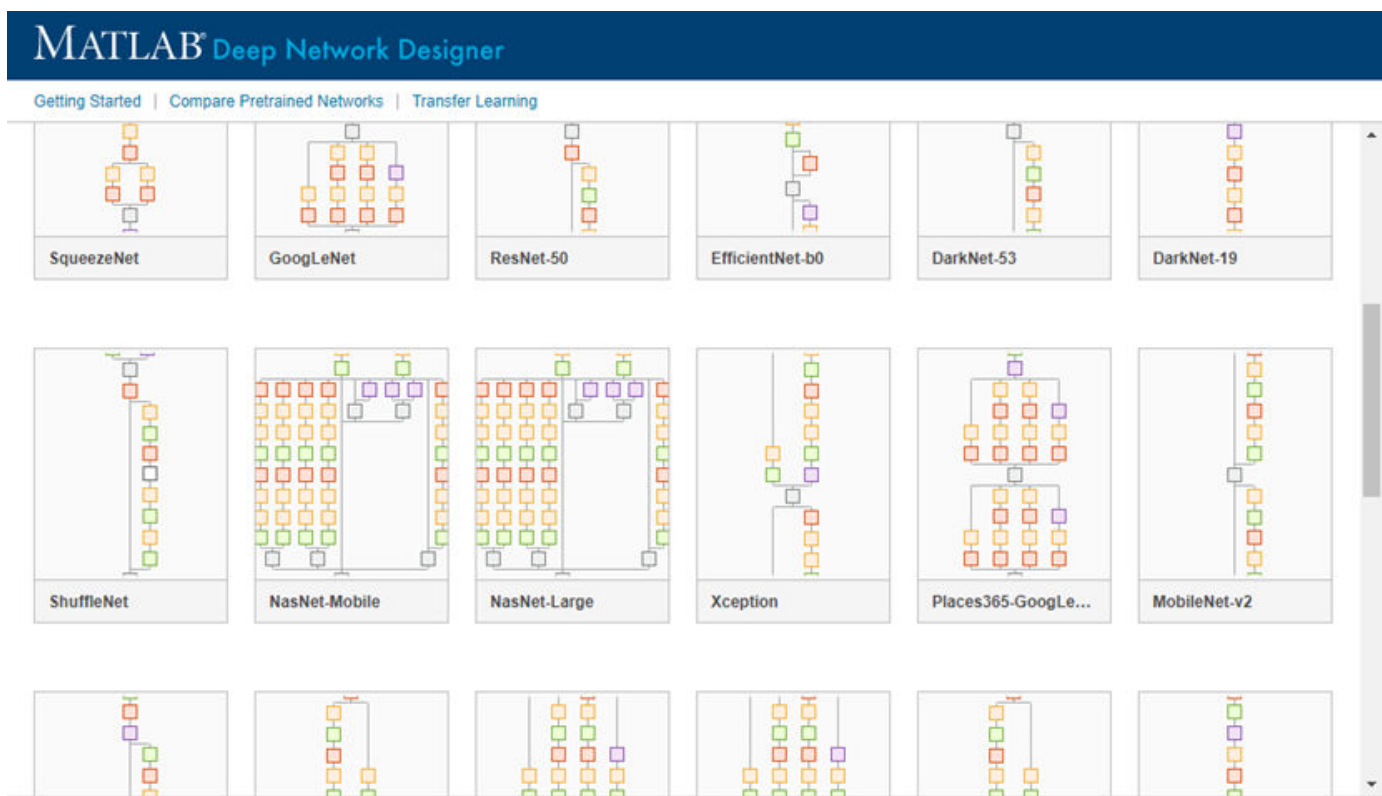 MATLAB® Deep Network Designer
Getting Started | Compare Pretrained Networks | Transfer Learning
SqueezeNet
GoogLeNet
ResNet-50
EfficientNet-b0
DarkNet-53
DarkNet-19
ShuffleNet
NasNet-Mobile
NasNet-Large
Xception
Places365-GoogLe...
MobileNet-v2